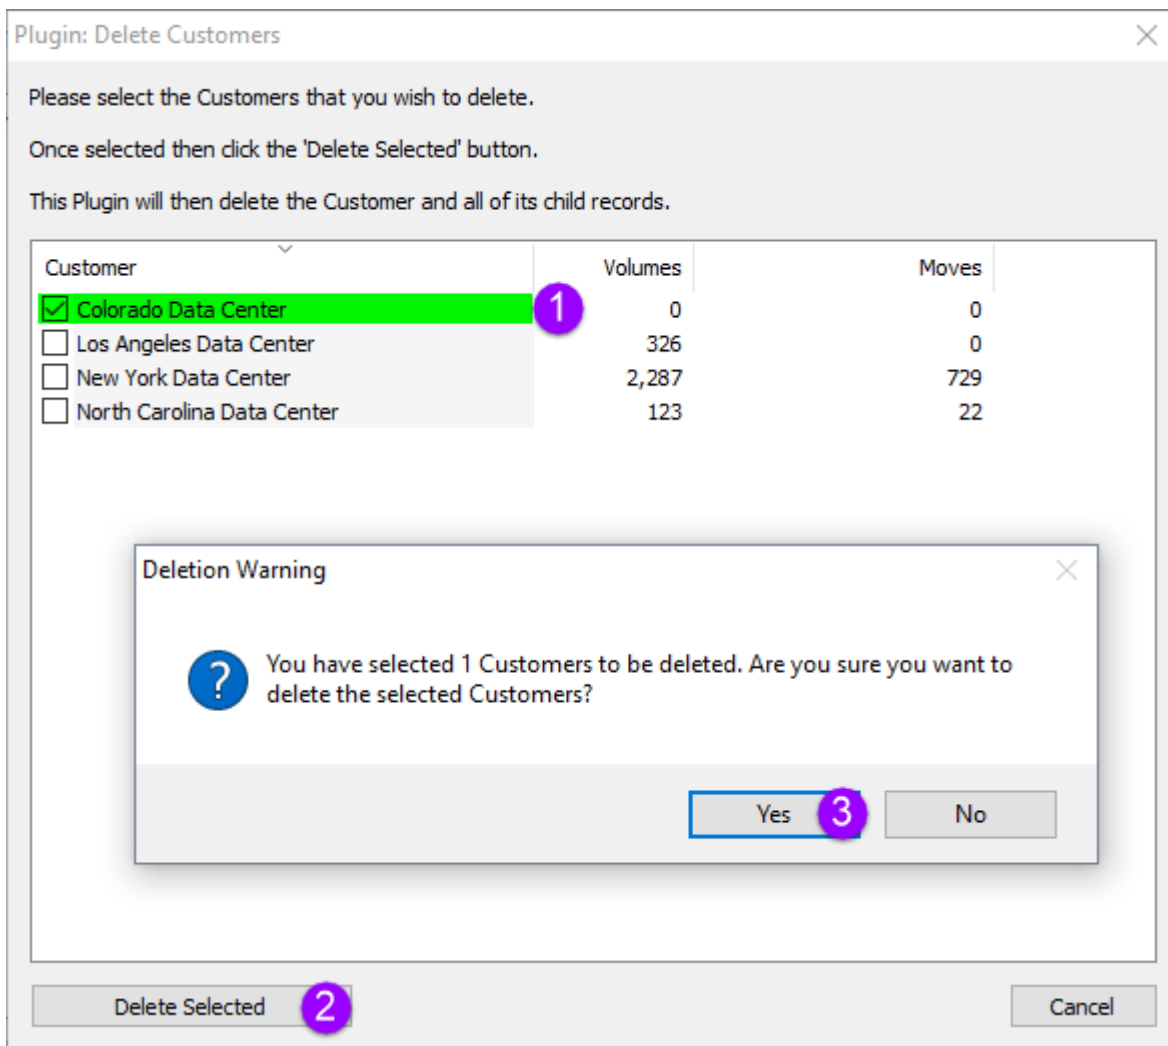 Plugin: Delete Customers
Please select the Customers that you wish to delete.
Once selected then click the 'Delete Selected' button.
This Plugin will then delete the Customer and all of its child records.
Customer Volumes Moves
Colorado Data Center 1 0 0
Los Angeles Data Center 326 0
New York Data Center 2,287 729
North Carolina Data Center 123 22
Deletion Warning
? You have selected 1 Customers to be deleted. Are you sure you want to
delete the selected Customers?
Yes 3 No
Delete Selected 2 Cancel